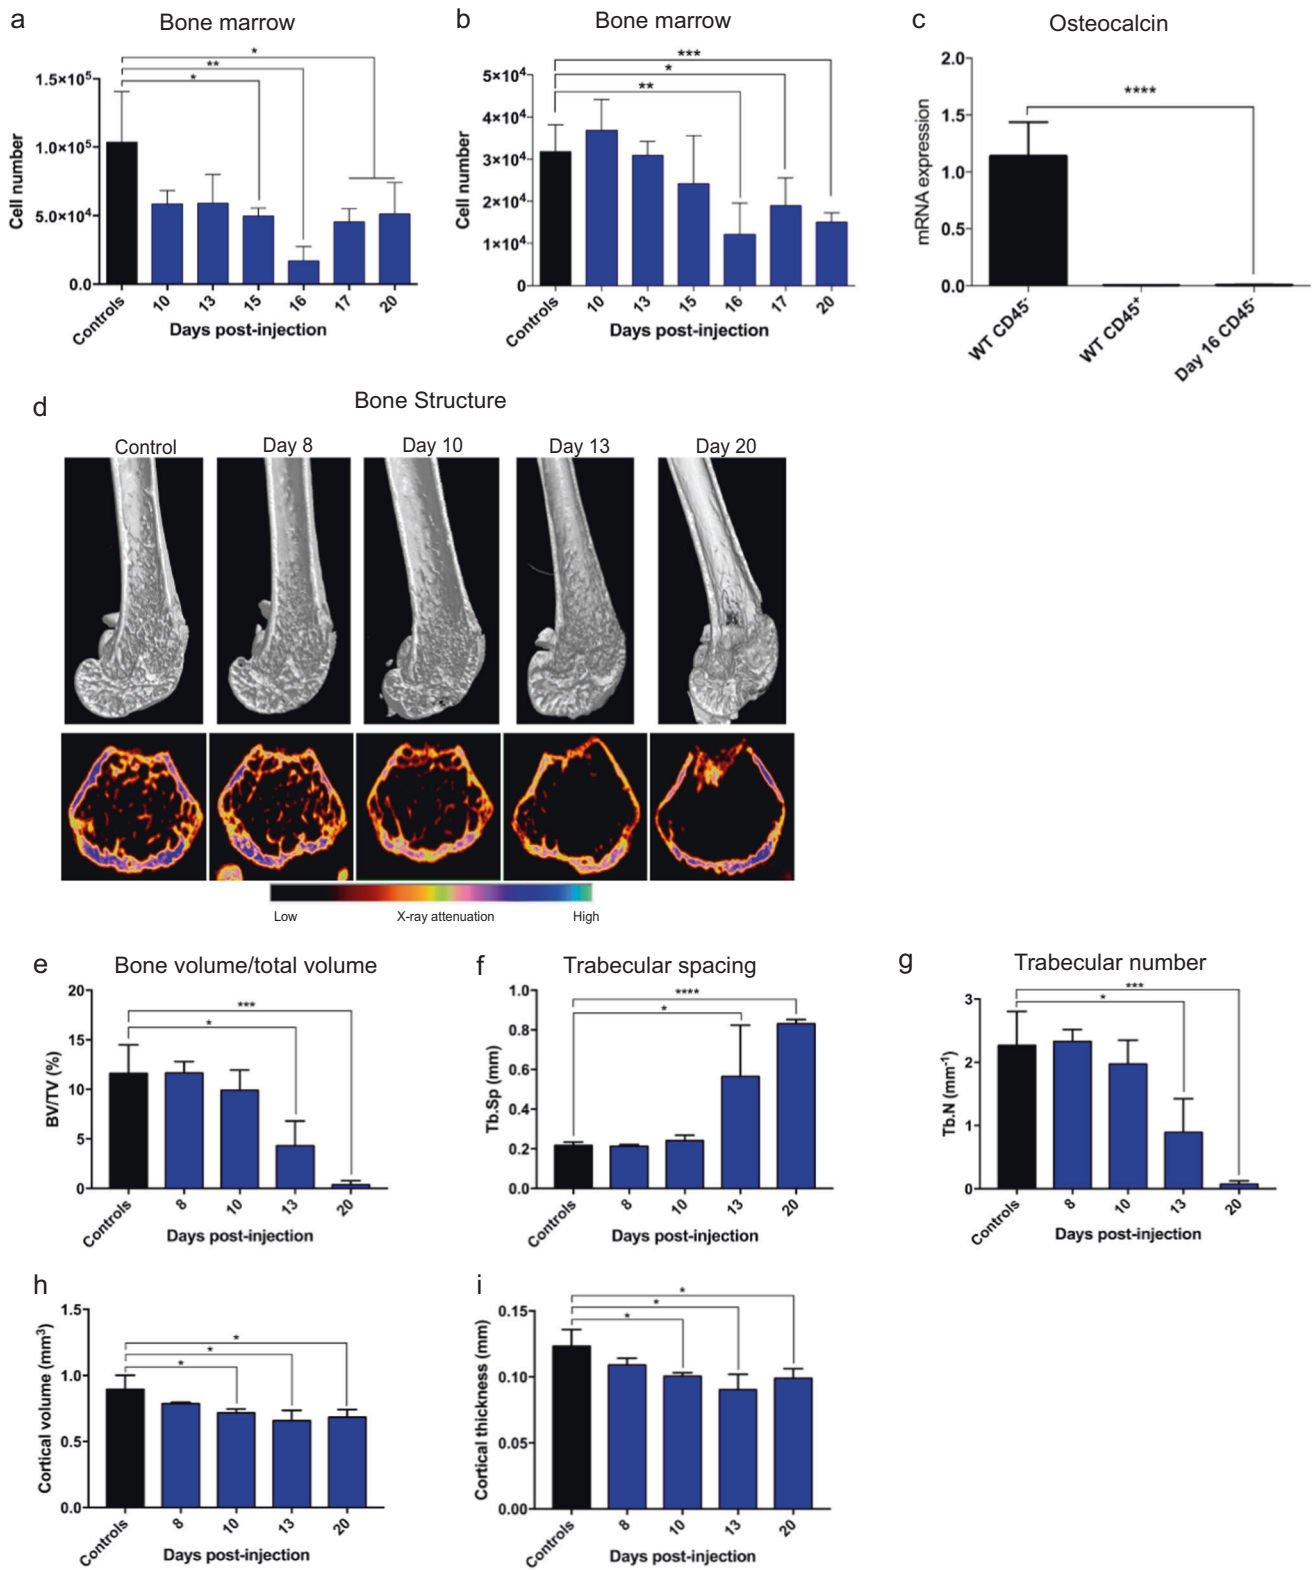 a
Bone marrow
*
**
*
1.5×10⁵
1.0×10⁵
5.0×10⁴
0.0
Cell number
Controls
10
13
15
16
17
20
Days post-injection
b
Bone marrow
***
*
**
5×10⁴
4×10⁴
3×10⁴
2×10⁴
1×10⁴
0
Cell number
Controls
10
13
15
16
17
20
Days post-injection
c
Osteocalcin
****
2.0
1.5
1.0
0.5
0.0
mRNA expression
WT CD45⁻
WT CD45⁺
Day 16 CD45⁻
d
Bone Structure
Control
Day 8
Day 10
Day 13
Day 20
Low
X-ray attenuation
High
e
Bone volume/total volume
***
*
20
15
10
5
0
BV/TV (%)
Controls
8
10
13
20
Days post-injection
f
Trabecular spacing
****
*
1.0
0.8
0.6
0.4
0.2
0.0
Tb.Sp (mm)
Controls
8
10
13
20
Days post-injection
g
Trabecular number
***
*
3
2
1
0
Tb.N (mm⁻¹)
Controls
8
10
13
20
Days post-injection
h
*
*
*
1.5
1.0
0.5
0.0
Cortical volume (mm³)
Controls
8
10
13
20
Days post-injection
i
*
*
*
0.15
0.10
0.05
0.00
Cortical thickness (mm)
Controls
8
10
13
20
Days post-injection